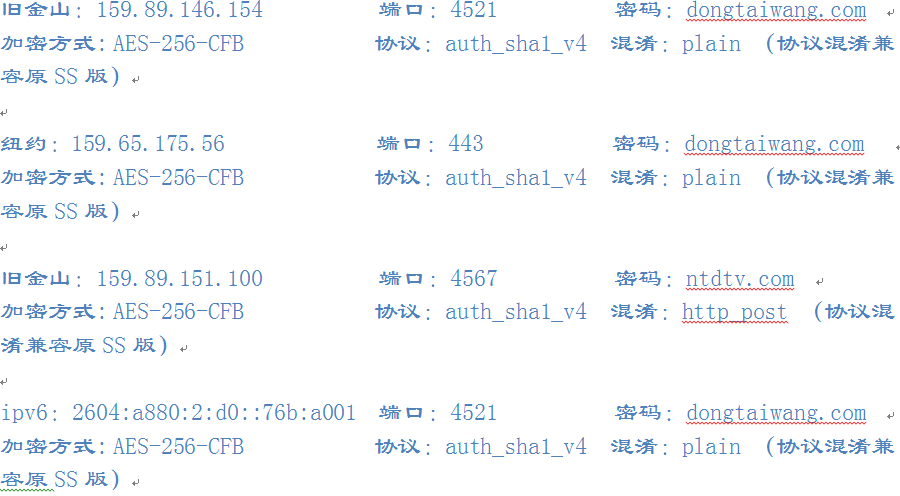 旧金山：159.89.146.154 端口：4521 密码：dongtaiwang.com
加密方式：AES-256-CFB 协议：auth_sha1_v4 混淆：plain （协议混淆兼
容原 SS 版）
纽约：159.65.175.56 端口：443 密码：dongtaiwang.com
加密方式：AES-256-CFB 协议：auth_sha1_v4 混淆：plain （协议混淆兼
容原 SS 版）
旧金山：159.89.151.100 端口：4567 密码：ntdtv.com
加密方式：AES-256-CFB 协议：auth_sha1_v4 混淆：http_post （协议混
淆兼容原 SS 版）
ipv6：2604:a880:2:d0::76b:a001 端口：4521 密码：dongtaiwang.com
加密方式：AES-256-CFB 协议：auth_sha1_v4 混淆：plain （协议混淆兼
容原 SS 版）